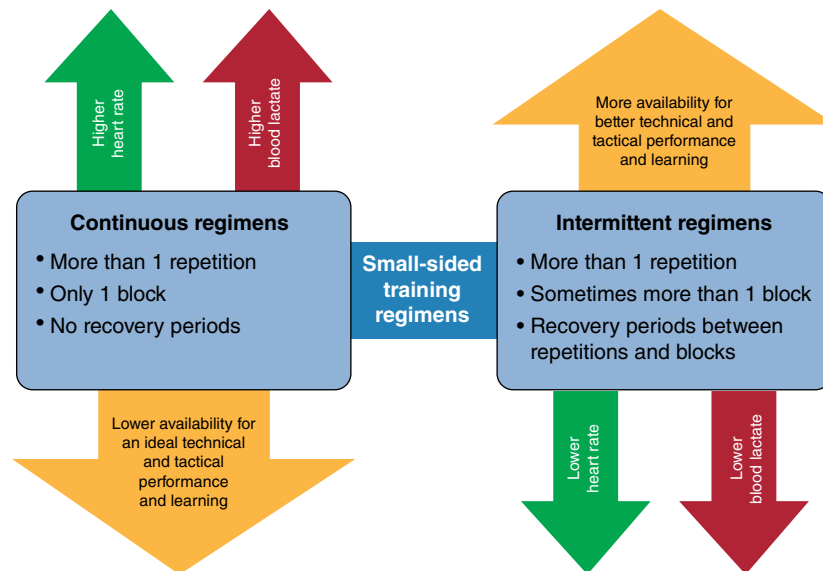 Higher
heart rate
Higher
blood lactate
More availability for
better technical and
tactical performance
and learning
Continuous regimens
• More than 1 repetition
• Only 1 block
• No recovery periods
Small-sided
training
regimens
Intermittent regimens
• More than 1 repetition
• Sometimes more than 1 block
• Recovery periods between
repetitions and blocks
Lower availability for
an ideal technical
and tactical
performance
and learning
Lower
heart rate
Lower
blood lactate